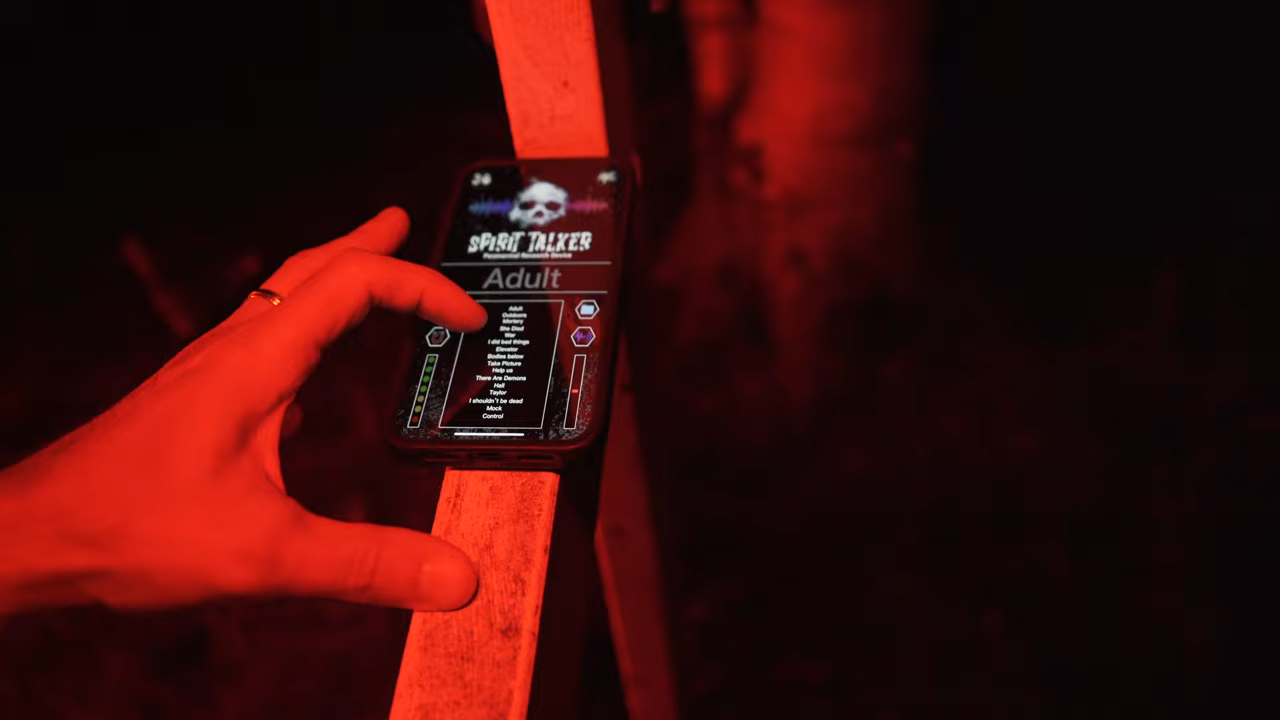 SPIRIT TALKER
Paranormal Research Device
Adult
Adult
Outdoors
Mortery
She Died
War
I did bad things
Elevator
Bodies below
Take Picture
Help us
There Are Demons
Hall
Taylor
I shouldn't be dead
Mock
Control